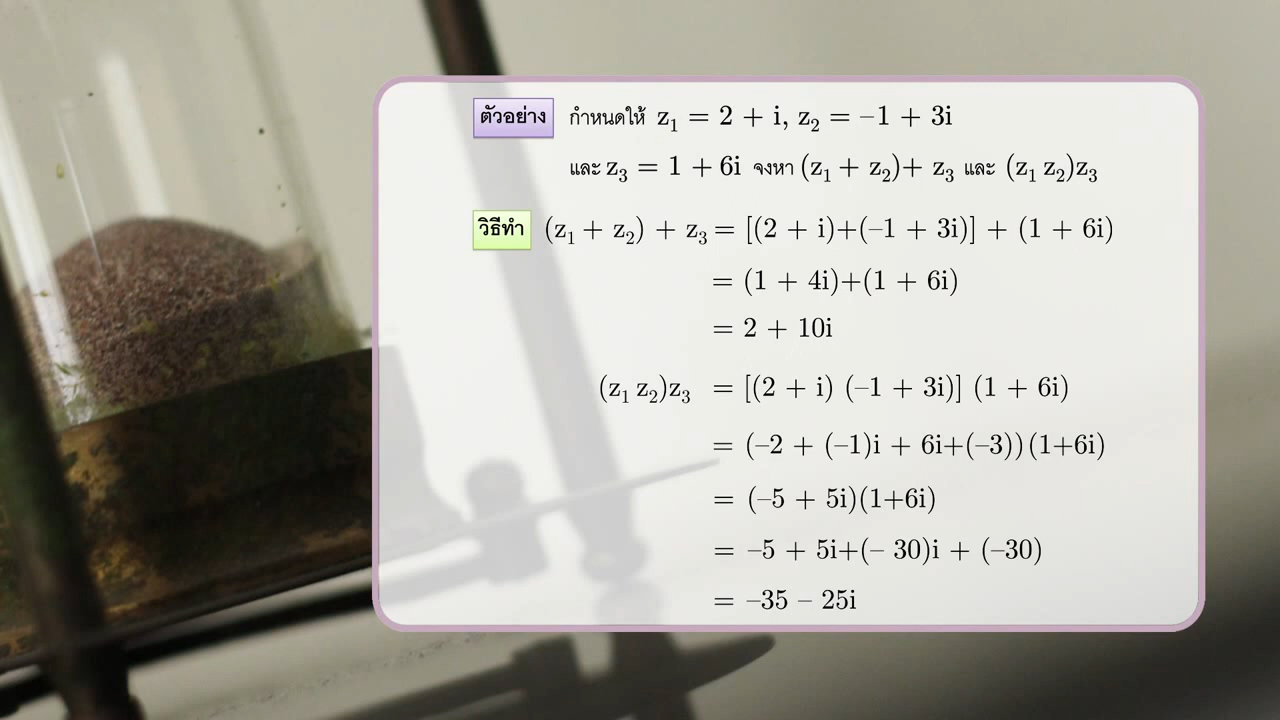 ตัวอย่าง กำหนดให้ z₁ = 2 + i, z₂ = –1 + 3i
และ z₃ = 1 + 6i จงหา (z₁ + z₂)+ z₃ และ (z₁ z₂)z₃
วิธีทำ (z₁ + z₂) + z₃ = [(2 + i)+(–1 + 3i)] + (1 + 6i)
= (1 + 4i)+(1 + 6i)
= 2 + 10i
(z₁ z₂)z₃ = [(2 + i) (–1 + 3i)] (1 + 6i)
= (–2 + (–1)i + 6i+(–3))(1+6i)
= (–5 + 5i)(1+6i)
= –5 + 5i+(– 30)i + (–30)
= –35 – 25i